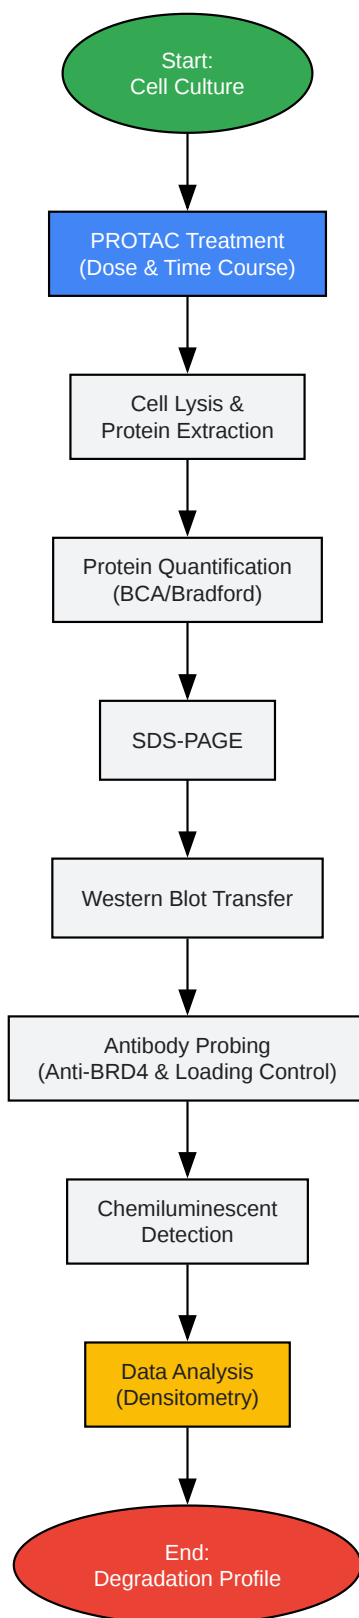 Start:
Cell Culture
PROTAC Treatment
(Dose & Time Course)
Cell Lysis &
Protein Extraction
Protein Quantification
(BCA/Bradford)
SDS-PAGE
Western Blot Transfer
Antibody Probing
(Anti-BRD4 & Loading Control)
Chemiluminescent
Detection
Data Analysis
(Densitometry)
End:
Degradation Profile